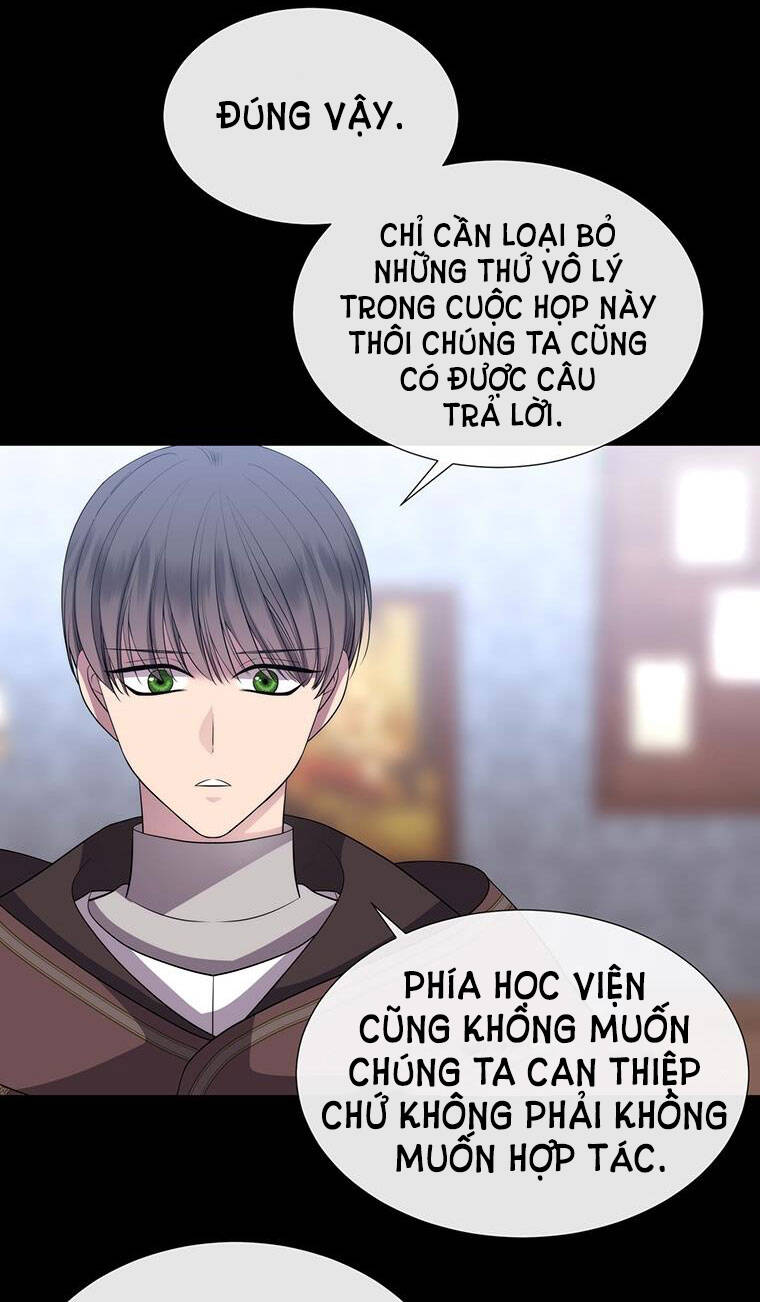 ĐÚNG VẬY.
CHỈ CẦN LOẠI BỎ
NHỮNG THỨ VÔ LÝ
TRONG CUỘC HỌP NÀY
THÔI CHÚNG TA CŨNG
CÓ ĐƯỢC CÂU
TRẢ LỜI.
PHÍA HỌC VIỆN
CŨNG KHÔNG MUỐN
CHÚNG TA CAN THIỆP
CHỨ KHÔNG PHẢI KHÔNG
MUỐN HỢP TÁC.